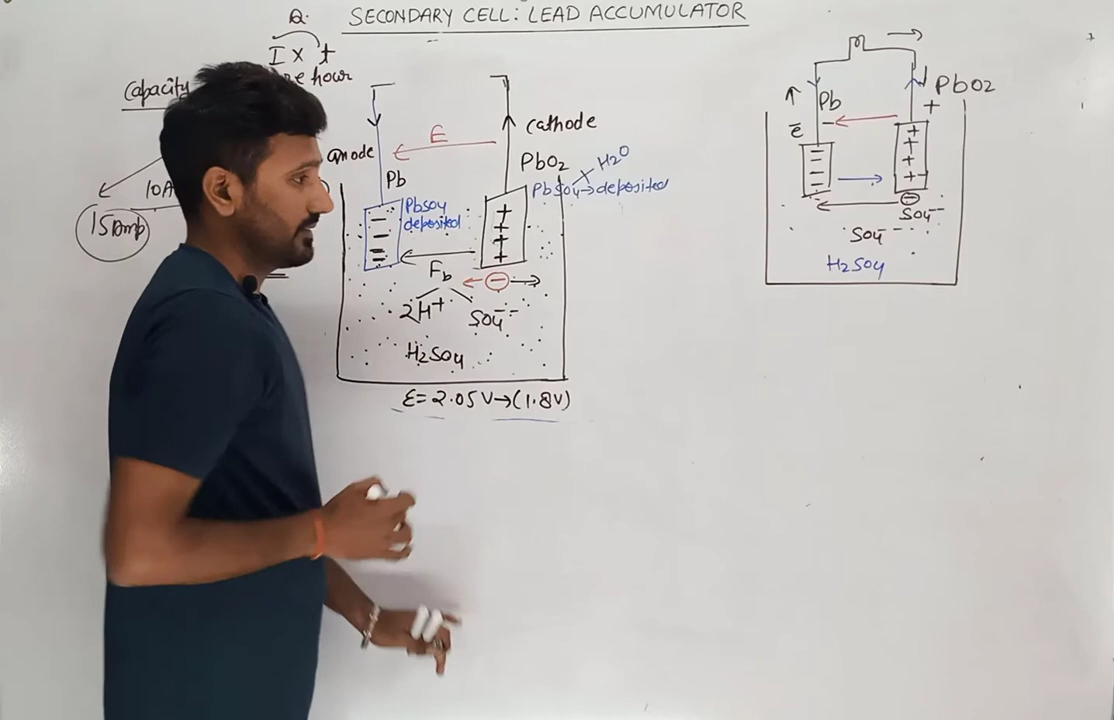 SECONDARY CELL: LEAD ACCUMULATOR
Q.
I x t
hour
Capacity
10A
15Amp
anode
Pb
E
cathode
PbO2
H2O
PbSO4→deposited
PbSO4
deposited
Fb
2H+
SO4--
H2SO4
E=2.05V→(1.8V)
Pb
PbO2
+
e
SO4--
SO4--
H2SO4